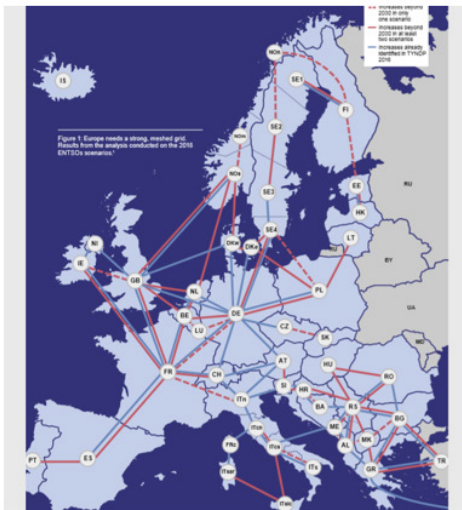 increases beyond
2030 in only
one scenario
increases beyond
2030 in at least
two scenarios
increases already
identified in TYNDP
2016
Figure 1: Europe needs a strong, meshed grid.
Results from the analysis conducted on the 2016
ENTSOs scenarios.¹
NOn
IS
SE1
FI
SE2
NOm
NOs
EE
RU
SE3
HK
SE4
LT
NI
DKw
DKe
IE
RU
BY
GB
NL
PL
BE
DE
UA
LU
CZ
SK
MD
FR
CH
AT
HU
RO
SI
HR
ITn
BA
RS
BG
ME
MK
AL
FRc
ITcn
ITcs
ITs
ITsar
ITsic
PT
ES
GR
TR